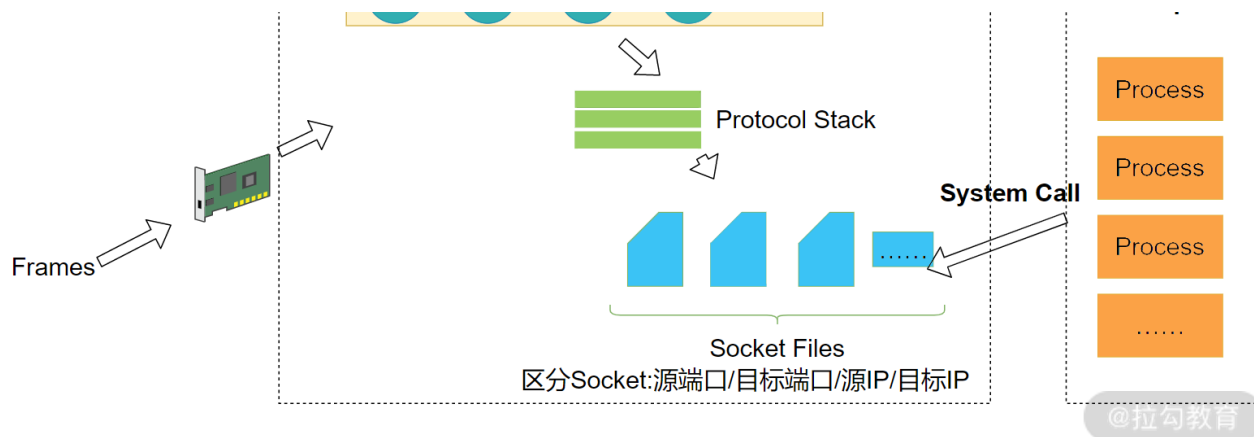 Process
Protocol Stack
Process
System Call
Process
Frames
......
......
Socket Files
区分Socket:源端口/目标端口/源IP/目标IP
@拉勾教育